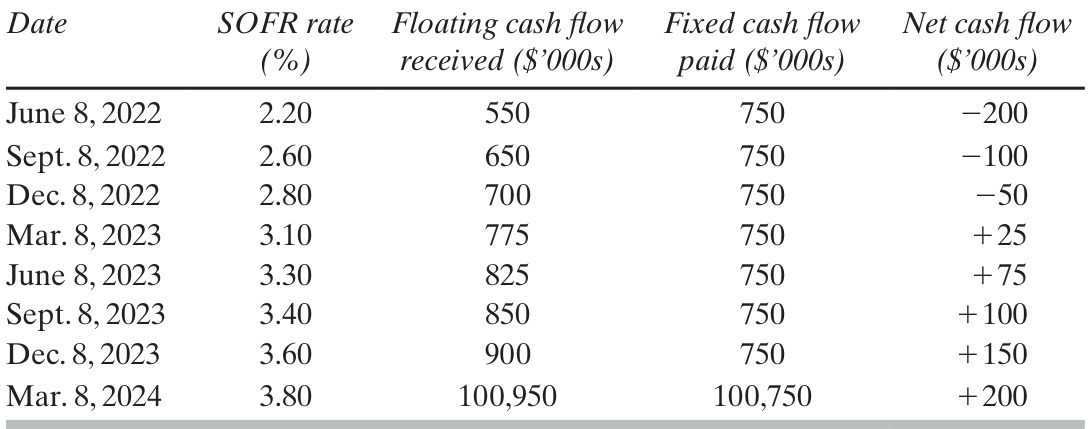 Date SOFR rate Floating cash flow Fixed cash flow Net cash flow
(%) received ($’000s) paid ($’000s) ($’000s)
June 8, 2022 2.20 550 750 −200
Sept. 8, 2022 2.60 650 750 −100
Dec. 8, 2022 2.80 700 750 −50
Mar. 8, 2023 3.10 775 750 +25
June 8, 2023 3.30 825 750 +75
Sept. 8, 2023 3.40 850 750 +100
Dec. 8, 2023 3.60 900 750 +150
Mar. 8, 2024 3.80 100,950 100,750 +200